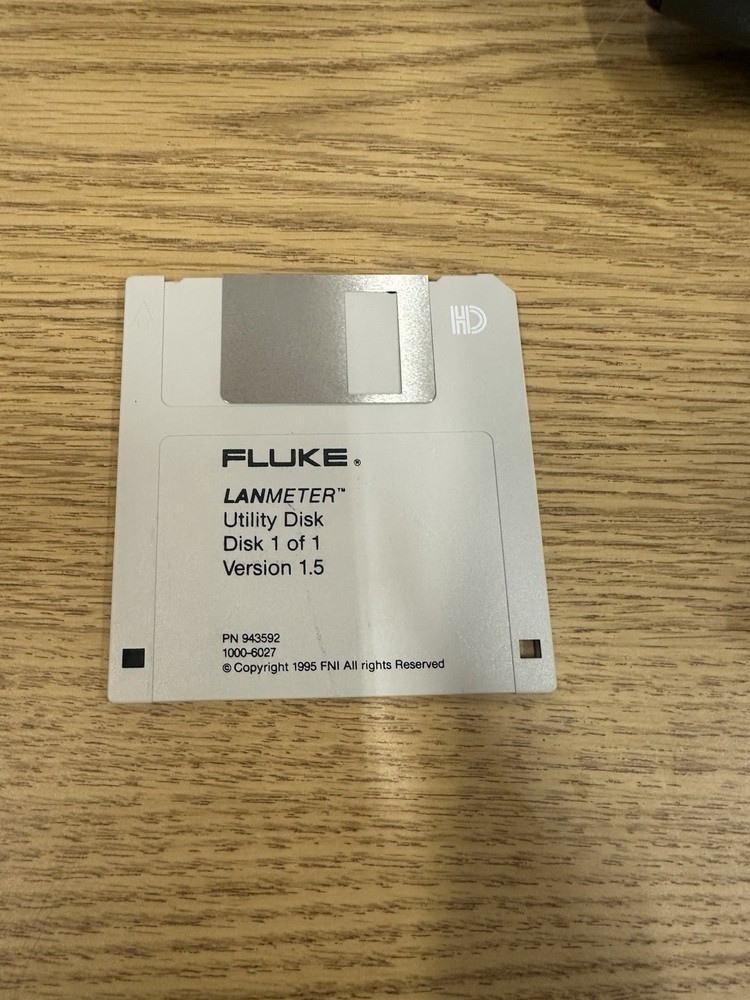 HD
FLUKE®
LANMETER™
Utility Disk
Disk 1 of 1
Version 1.5
PN 943592
1000-6027
© Copyright 1995 FNI All rights Reserved